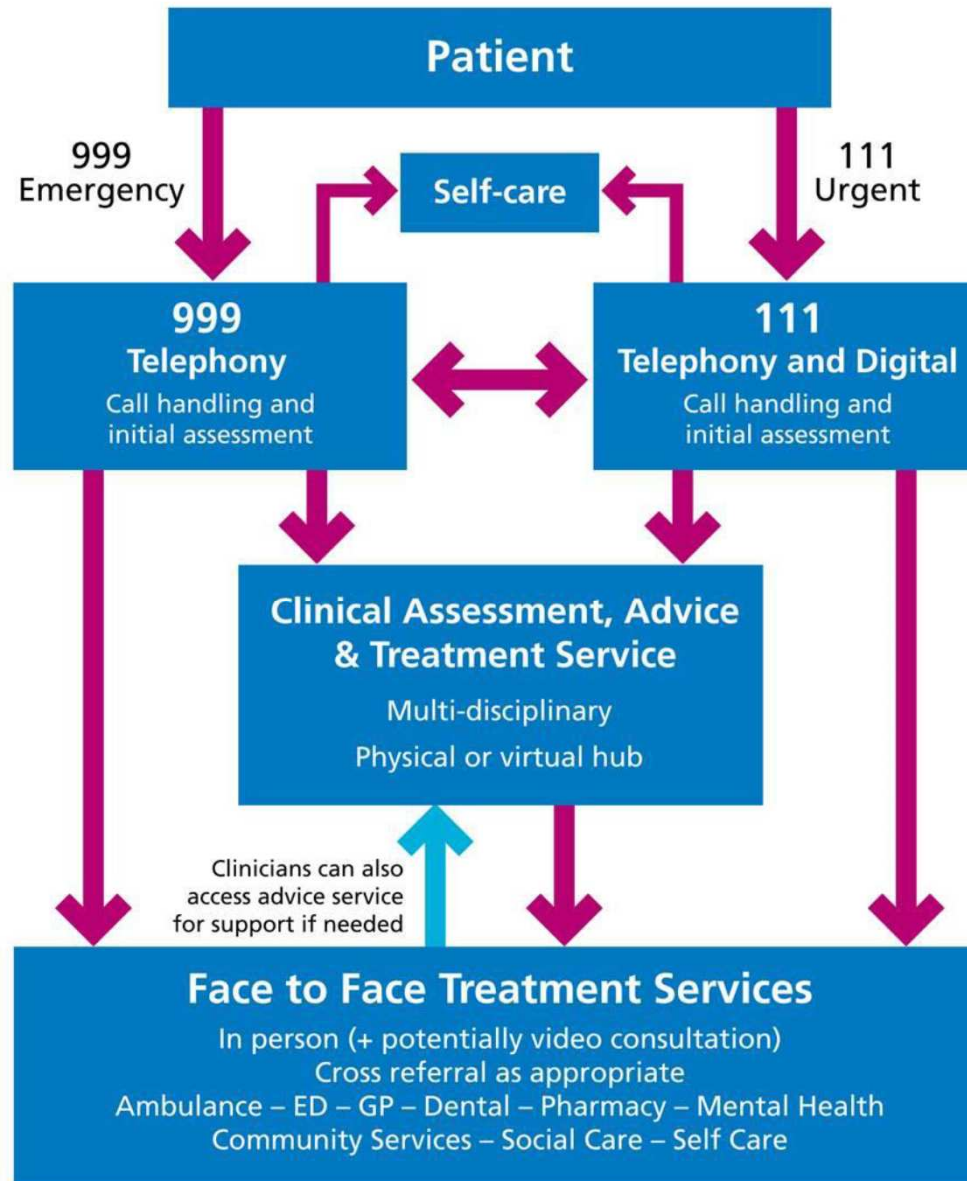 Patient
999
Emergency
Self-care
111
Urgent
999
Telephony
Call handling and
initial assessment
111
Telephony and Digital
Call handling and
initial assessment
Clinical Assessment, Advice
& Treatment Service
Multi-disciplinary
Physical or virtual hub
Clinicians can also
access advice service
for support if needed
Face to Face Treatment Services
In person (+ potentially video consultation)
Cross referral as appropriate
Ambulance – ED – GP – Dental – Pharmacy – Mental Health
Community Services – Social Care – Self Care